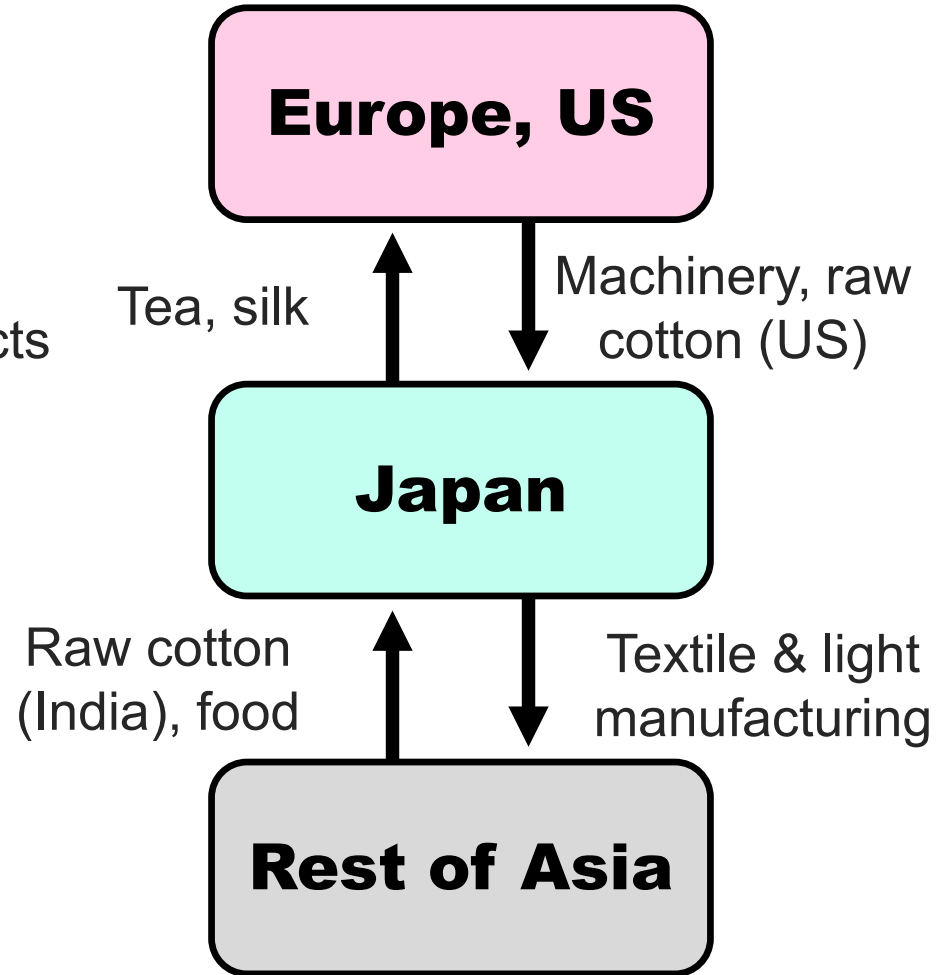 Europe, US
Tea, silk
Machinery, raw
cotton (US)
Japan
Raw cotton
(India), food
Textile & light
manufacturing
Rest of Asia